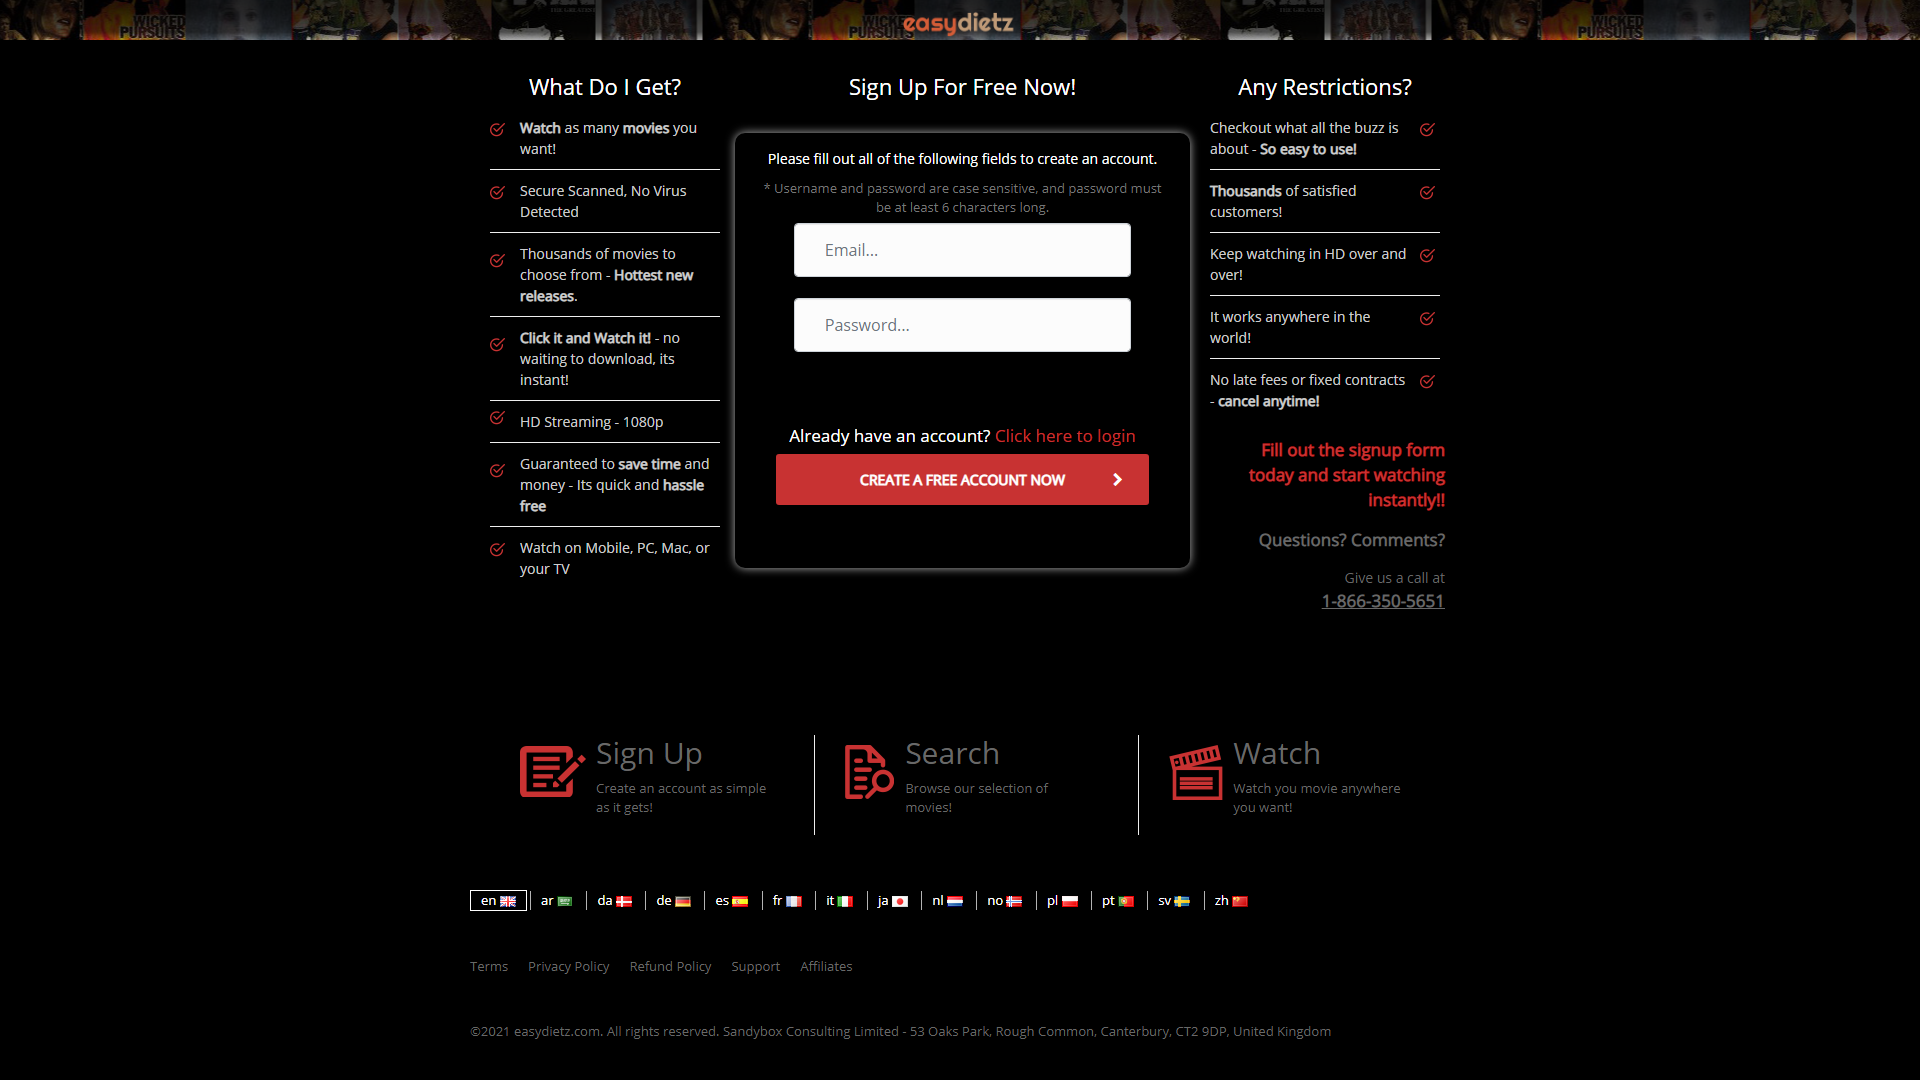 WICKED
PURSUITS
easydietz
WICKED
PURSUITS
WICKED
PURSUITS
What Do I Get?
Watch as many movies you
want!
Secure Scanned, No Virus
Detected
Thousands of movies to
choose from - Hottest new
releases.
Click it and Watch it! - no
waiting to download, its
instant!
HD Streaming - 1080p
Guaranteed to save time and
money - Its quick and hassle
free
Watch on Mobile, PC, Mac, or
your TV
Sign Up For Free Now!
Please fill out all of the following fields to create an account.
* Username and password are case sensitive, and password must
be at least 6 characters long.
Email...
Password...
Already have an account? Click here to login
CREATE A FREE ACCOUNT NOW
Any Restrictions?
Checkout what all the buzz is
about - So easy to use!
Thousands of satisfied
customers!
Keep watching in HD over and
over!
It works anywhere in the
world!
No late fees or fixed contracts
- cancel anytime!
Fill out the signup form
today and start watching
instantly!!
Questions? Comments?
Give us a call at
1-866-350-5651
Sign Up
Create an account as simple
as it gets!
Search
Browse our selection of
movies!
Watch
Watch you movie anywhere
you want!
en ar da de es fr it ja nl no pl pt sv zh
Terms Privacy Policy Refund Policy Support Affiliates
©2021 easydietz.com. All rights reserved. Sandybox Consulting Limited - 53 Oaks Park, Rough Common, Canterbury, CT2 9DP, United Kingdom